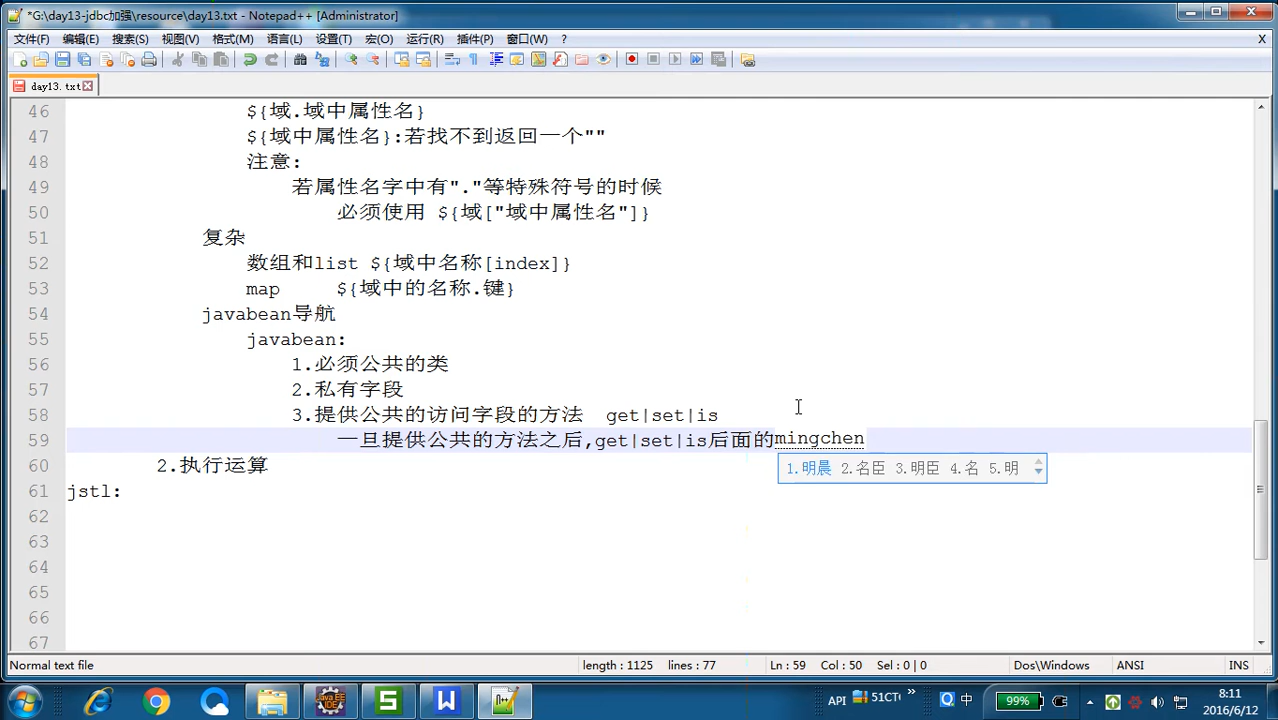 *G:\day13-jdbc加强\resource\day13.txt - Notepad++ [Administrator]
文件(F) 编辑(E) 搜索(S) 视图(V) 格式(M) 语言(L) 设置(T) 宏(O) 运行(R) 插件(P) 窗口(W) ? X
day13.txt
46 ${域.域中属性名}
47 ${域中属性名}:若找不到返回一个""
48 注意:
49 若属性名字中有"."等特殊符号的时候
50 必须使用 ${域["域中属性名"]}
51 复杂
52 数组和list ${域中名称[index]}
53 map ${域中的名称.键}
54 javabean导航
55 javabean:
56 1.必须公共的类
57 2.私有字段
58 3.提供公共的访问字段的方法 get|set|is
59 一旦提供公共的方法之后,get|set|is后面的mingchen
1.明晨 2.名臣 3.明臣 4.名 5.明
60 2.执行运算
61 jstl:
62
63
64
65
66
67
Normal text file length : 1125 lines : 77 Ln : 59 Col : 50 Sel : 0 | 0 Dos\Windows ANSI INS
API 51CT( » 中 99% 8:11
2016/6/12